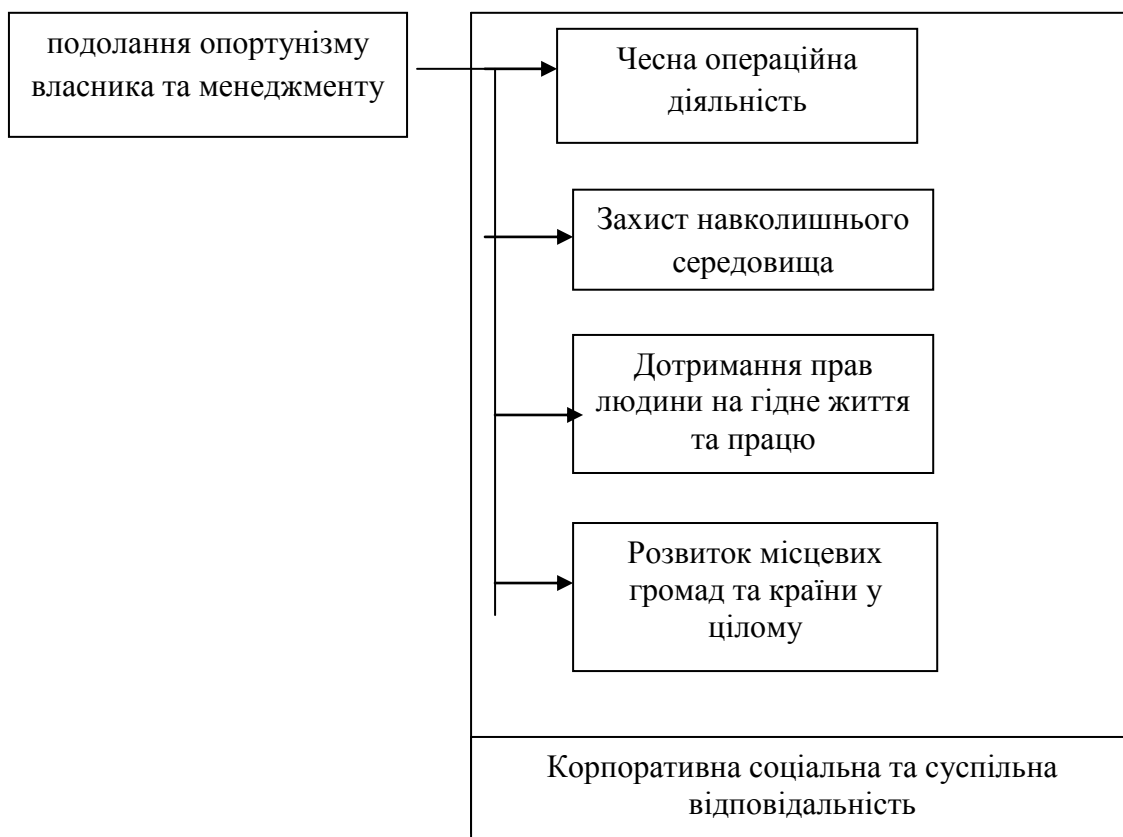 подолання опортунізму
власника та менеджменту
Чесна операційна
діяльність
Захист навколишнього
середовища
Дотримання прав
людини на гідне життя
та працю
Розвиток місцевих
громад та країни у
цілому
Корпоративна соціальна та суспільна
відповідальність